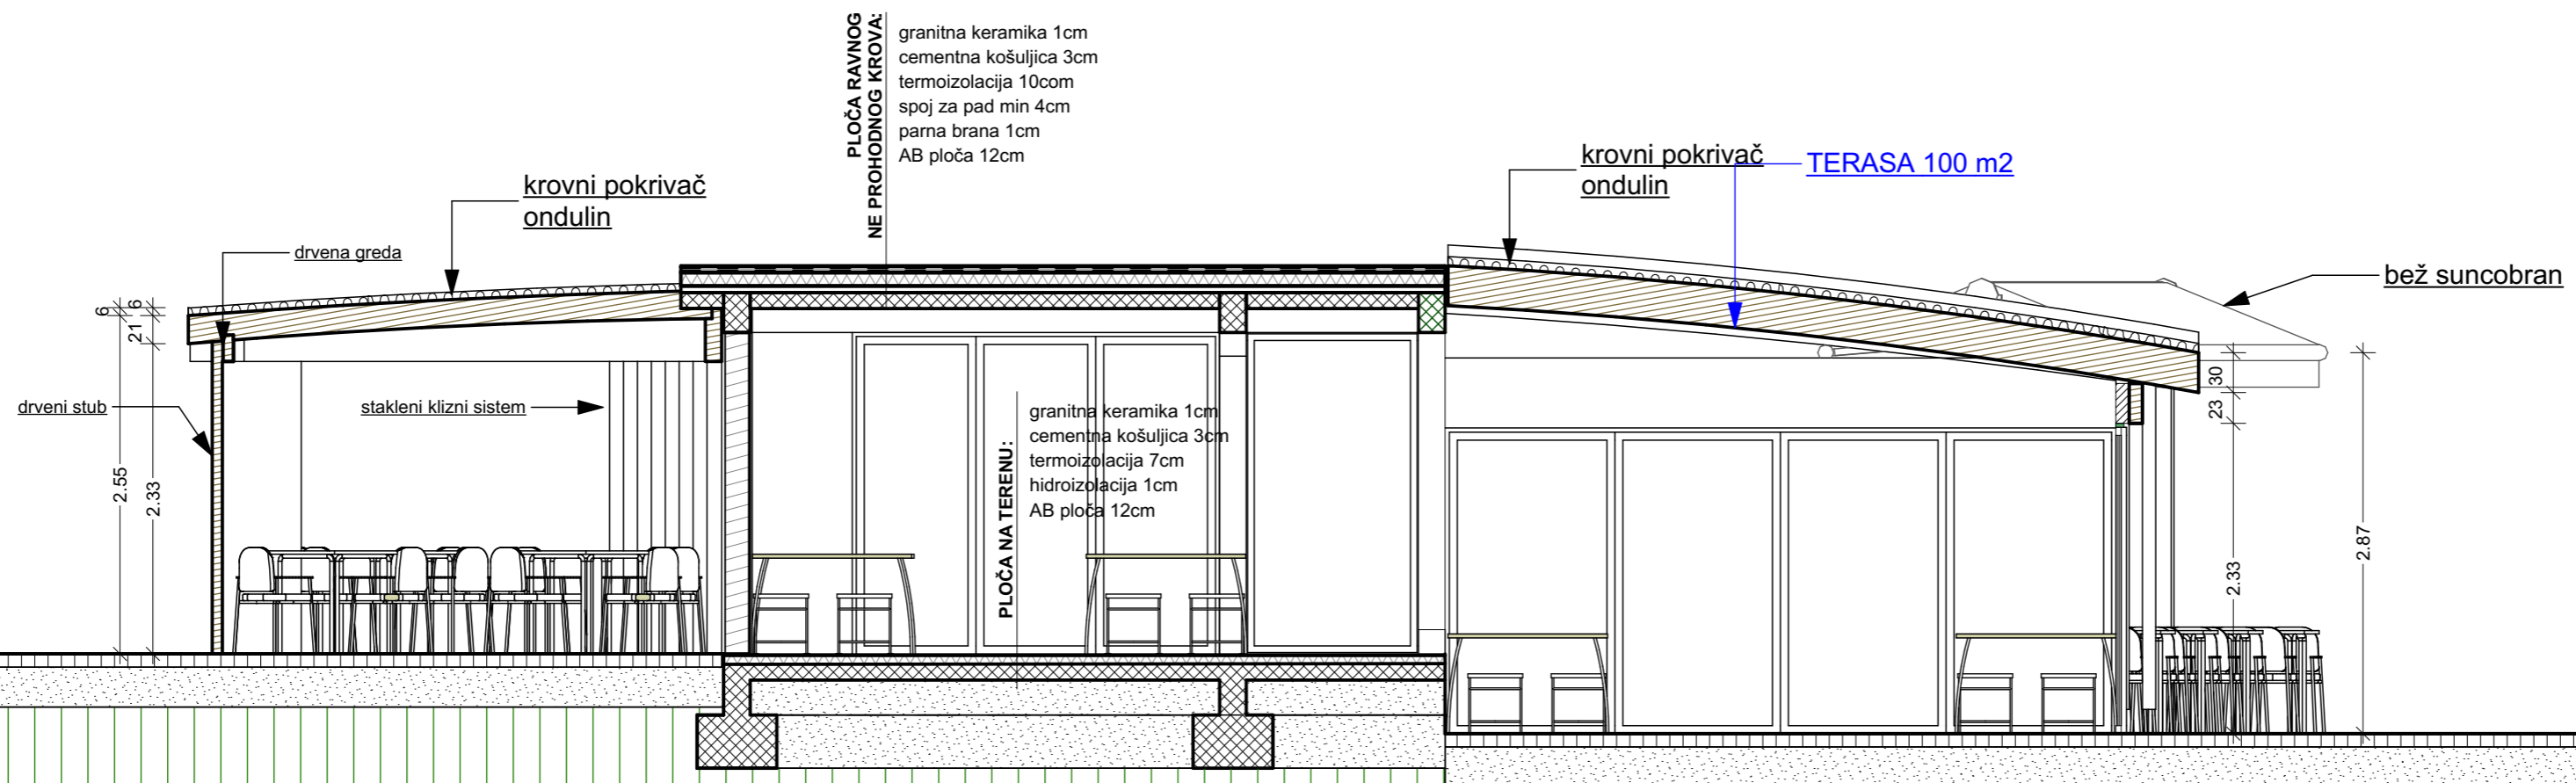 PLOČA RAVNOG
NE PROHODNOG KROVA:
granitna keramika 1cm
cementna košuljica 3cm
termoizolacija 10com
spoj za pad min 4cm
parna brana 1cm
AB ploča 12cm
krovni pokrivač
ondulin
krovni pokrivač
ondulin
TERASA 100 m2
drvena greda
bež suncobran
6
6
21
2.55
2.33
drveni stub
stakleni klizni sistem
PLOČA NA TERENU:
granitna keramika 1cm
cementna košuljica 3cm
termoizolacija 7cm
hidroizolacija 1cm
AB ploča 12cm
30
23
2.33
2.87